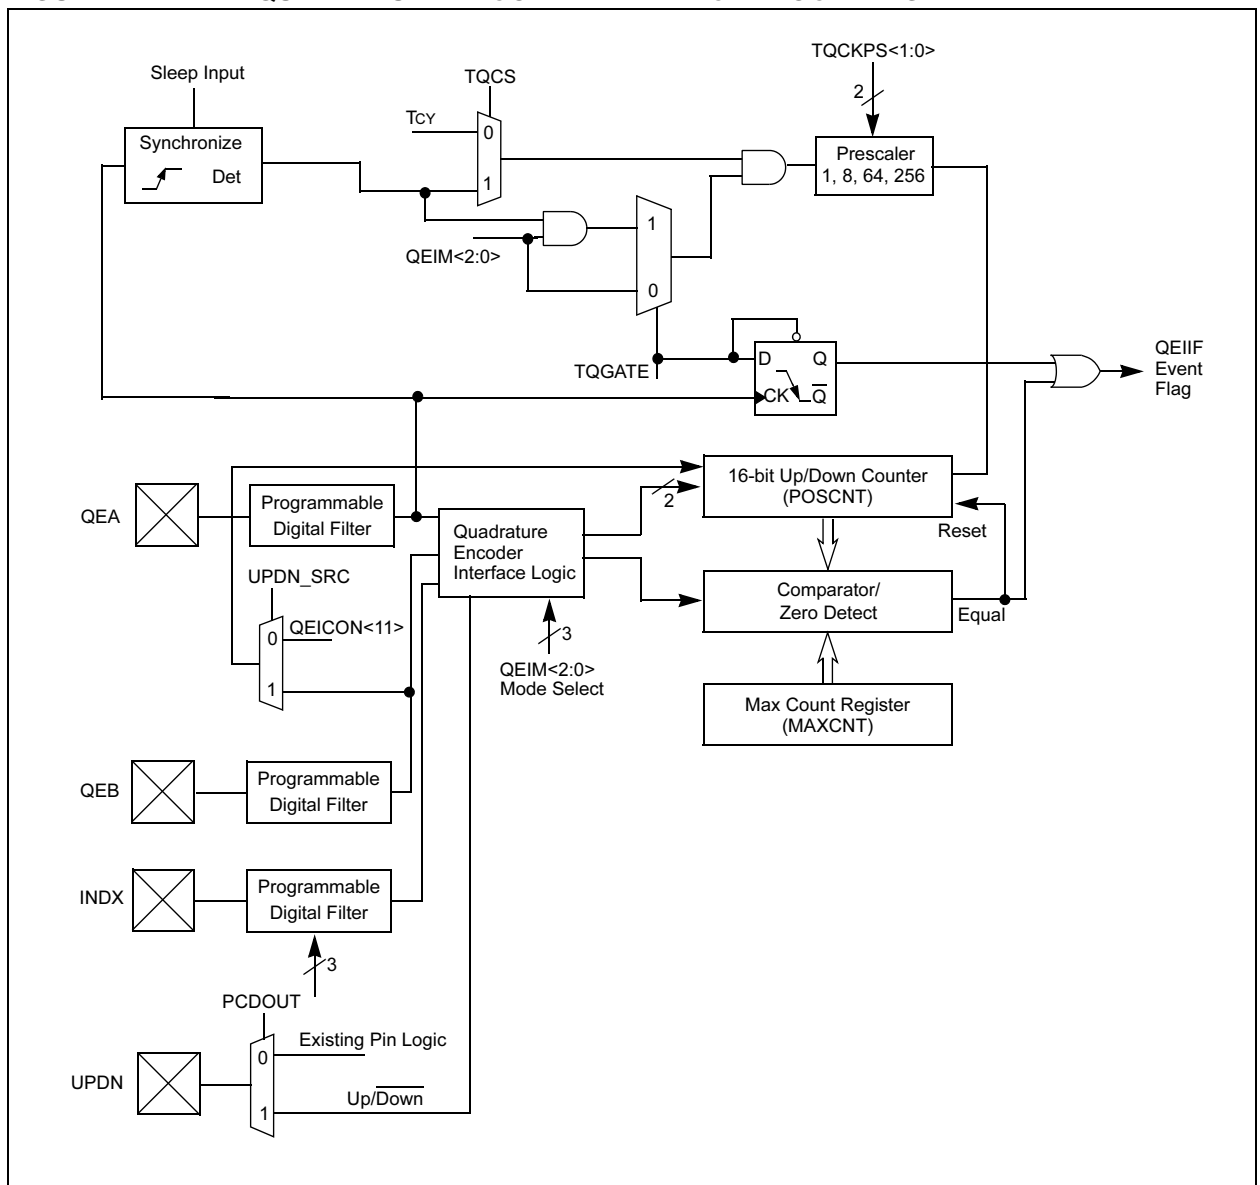 TQCKPS<1:0>
Sleep Input
TQCS
2
TCY
0
Synchronize
Det
1
Prescaler
1, 8, 64, 256
1
QEIM<2:0>
0
TQGATE
D Q
CK Q
QEIIF
Event
Flag
16-bit Up/Down Counter
(POSCNT)
2
Reset
QEA
Programmable
Digital Filter
Quadrature
Encoder
Interface Logic
UPDN_SRC
0
QEICON<11>
1
3
QEIM<2:0>
Mode Select
Comparator/
Zero Detect
Equal
Max Count Register
(MAXCNT)
QEB
Programmable
Digital Filter
INDX
Programmable
Digital Filter
3
PCDOUT
0
Existing Pin Logic
UPDN
Up/Down
1